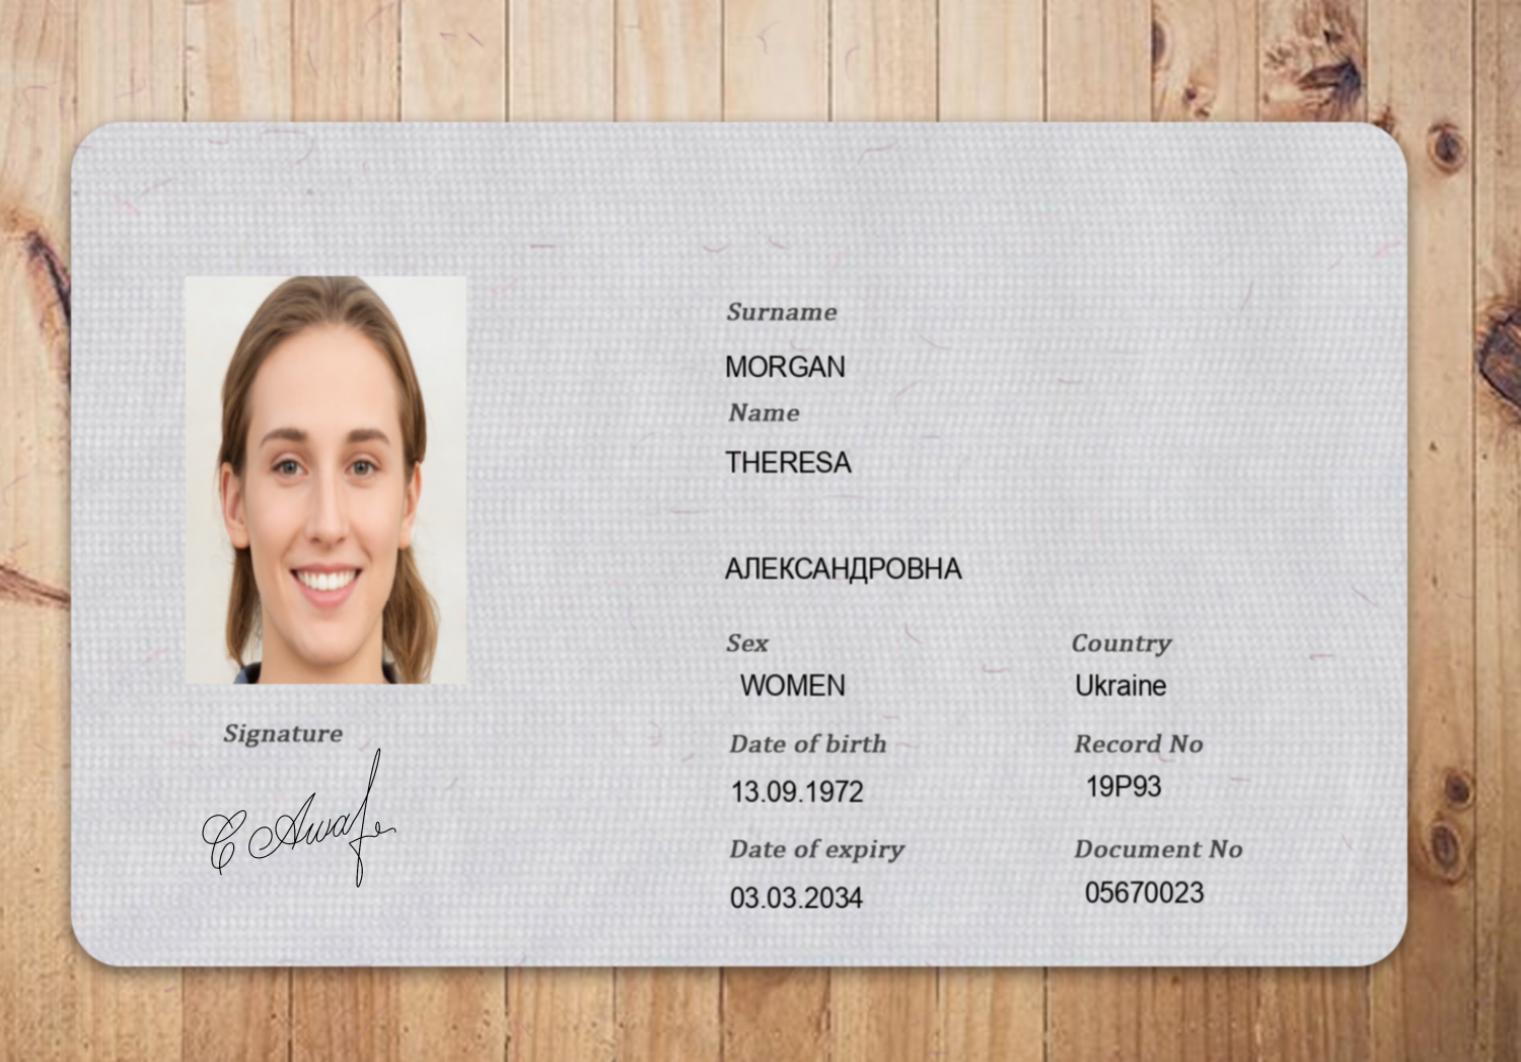 Surname
MORGAN
Name
THERESA
АЛЕКСАНДРОВНА
Sex
Country
WOMEN
Ukraine
Date of birth
Record No
13.09.1972
19P93
Date of expiry
Document No
03.03.2034
05670023
Signature